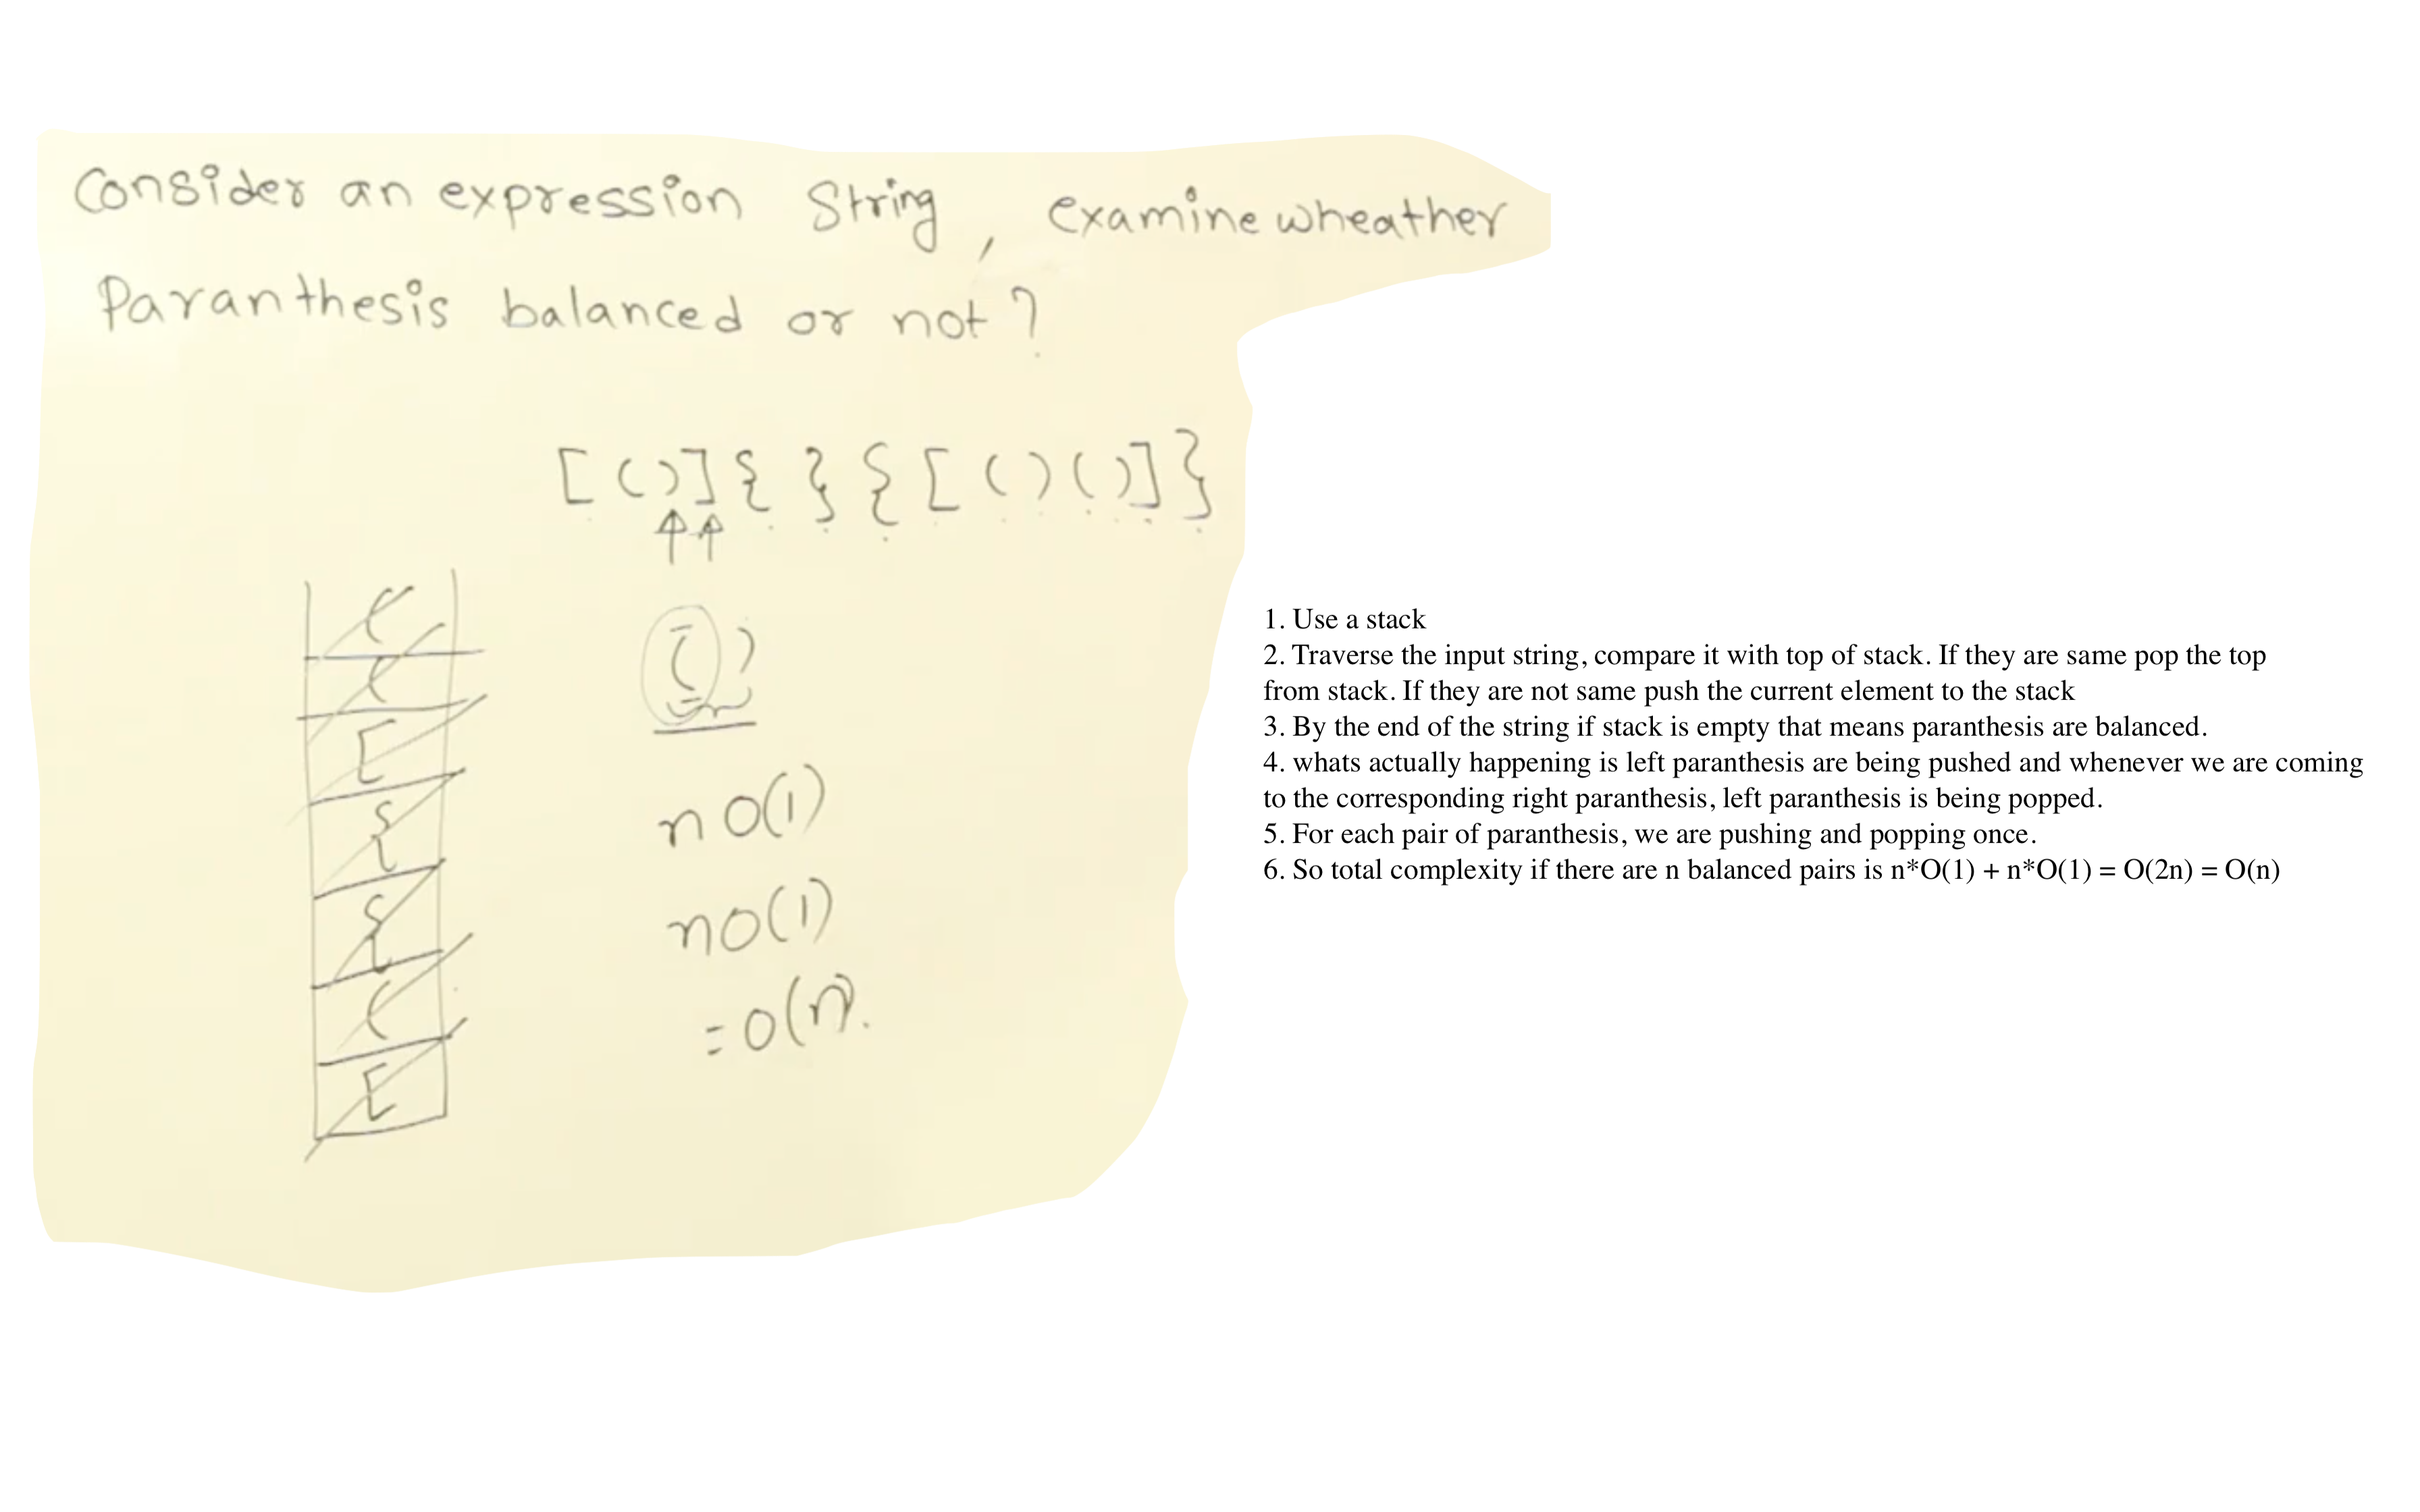 Consider an expression String, examine wheather
Paranthesis balanced or not?
[()]{}{[()()]}
(
(
[
{
{
(
[
n O(1)
n O(1)
= O(n).
1. Use a stack
2. Traverse the input string, compare it with top of stack. If they are same pop the top
from stack. If they are not same push the current element to the stack
3. By the end of the string if stack is empty that means paranthesis are balanced.
4. whats actually happening is left paranthesis are being pushed and whenever we are coming
to the corresponding right paranthesis, left paranthesis is being popped.
5. For each pair of paranthesis, we are pushing and popping once.
6. So total complexity if there are n balanced pairs is n*O(1) + n*O(1) = O(2n) = O(n)